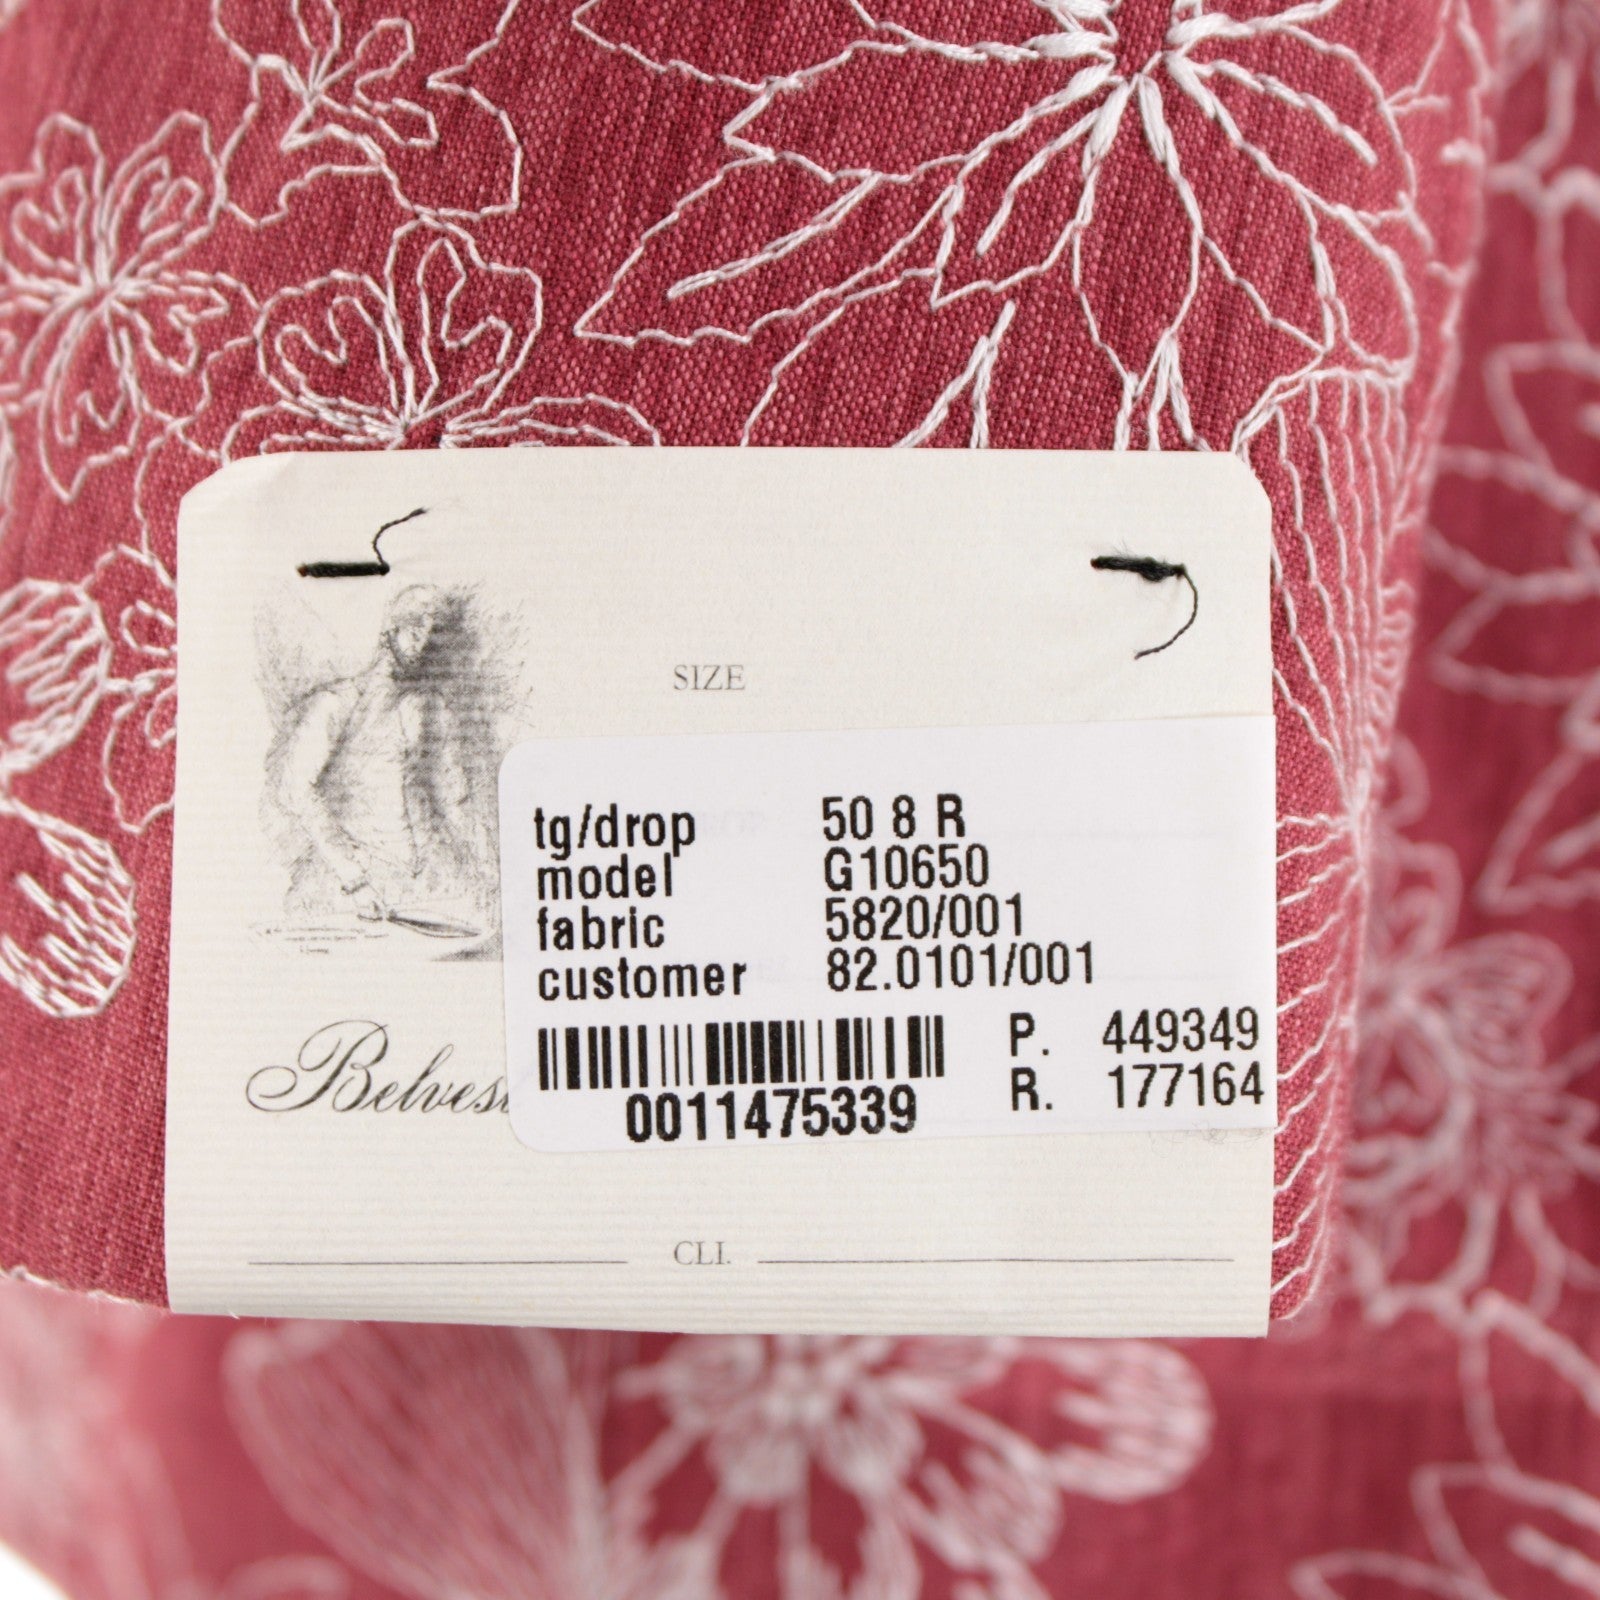 SIZE
tg/drop 50 8 R
model G10650
fabric 5820/001
customer 82.0101/001
P. 449349
R. 177164
0011475339
CLI.